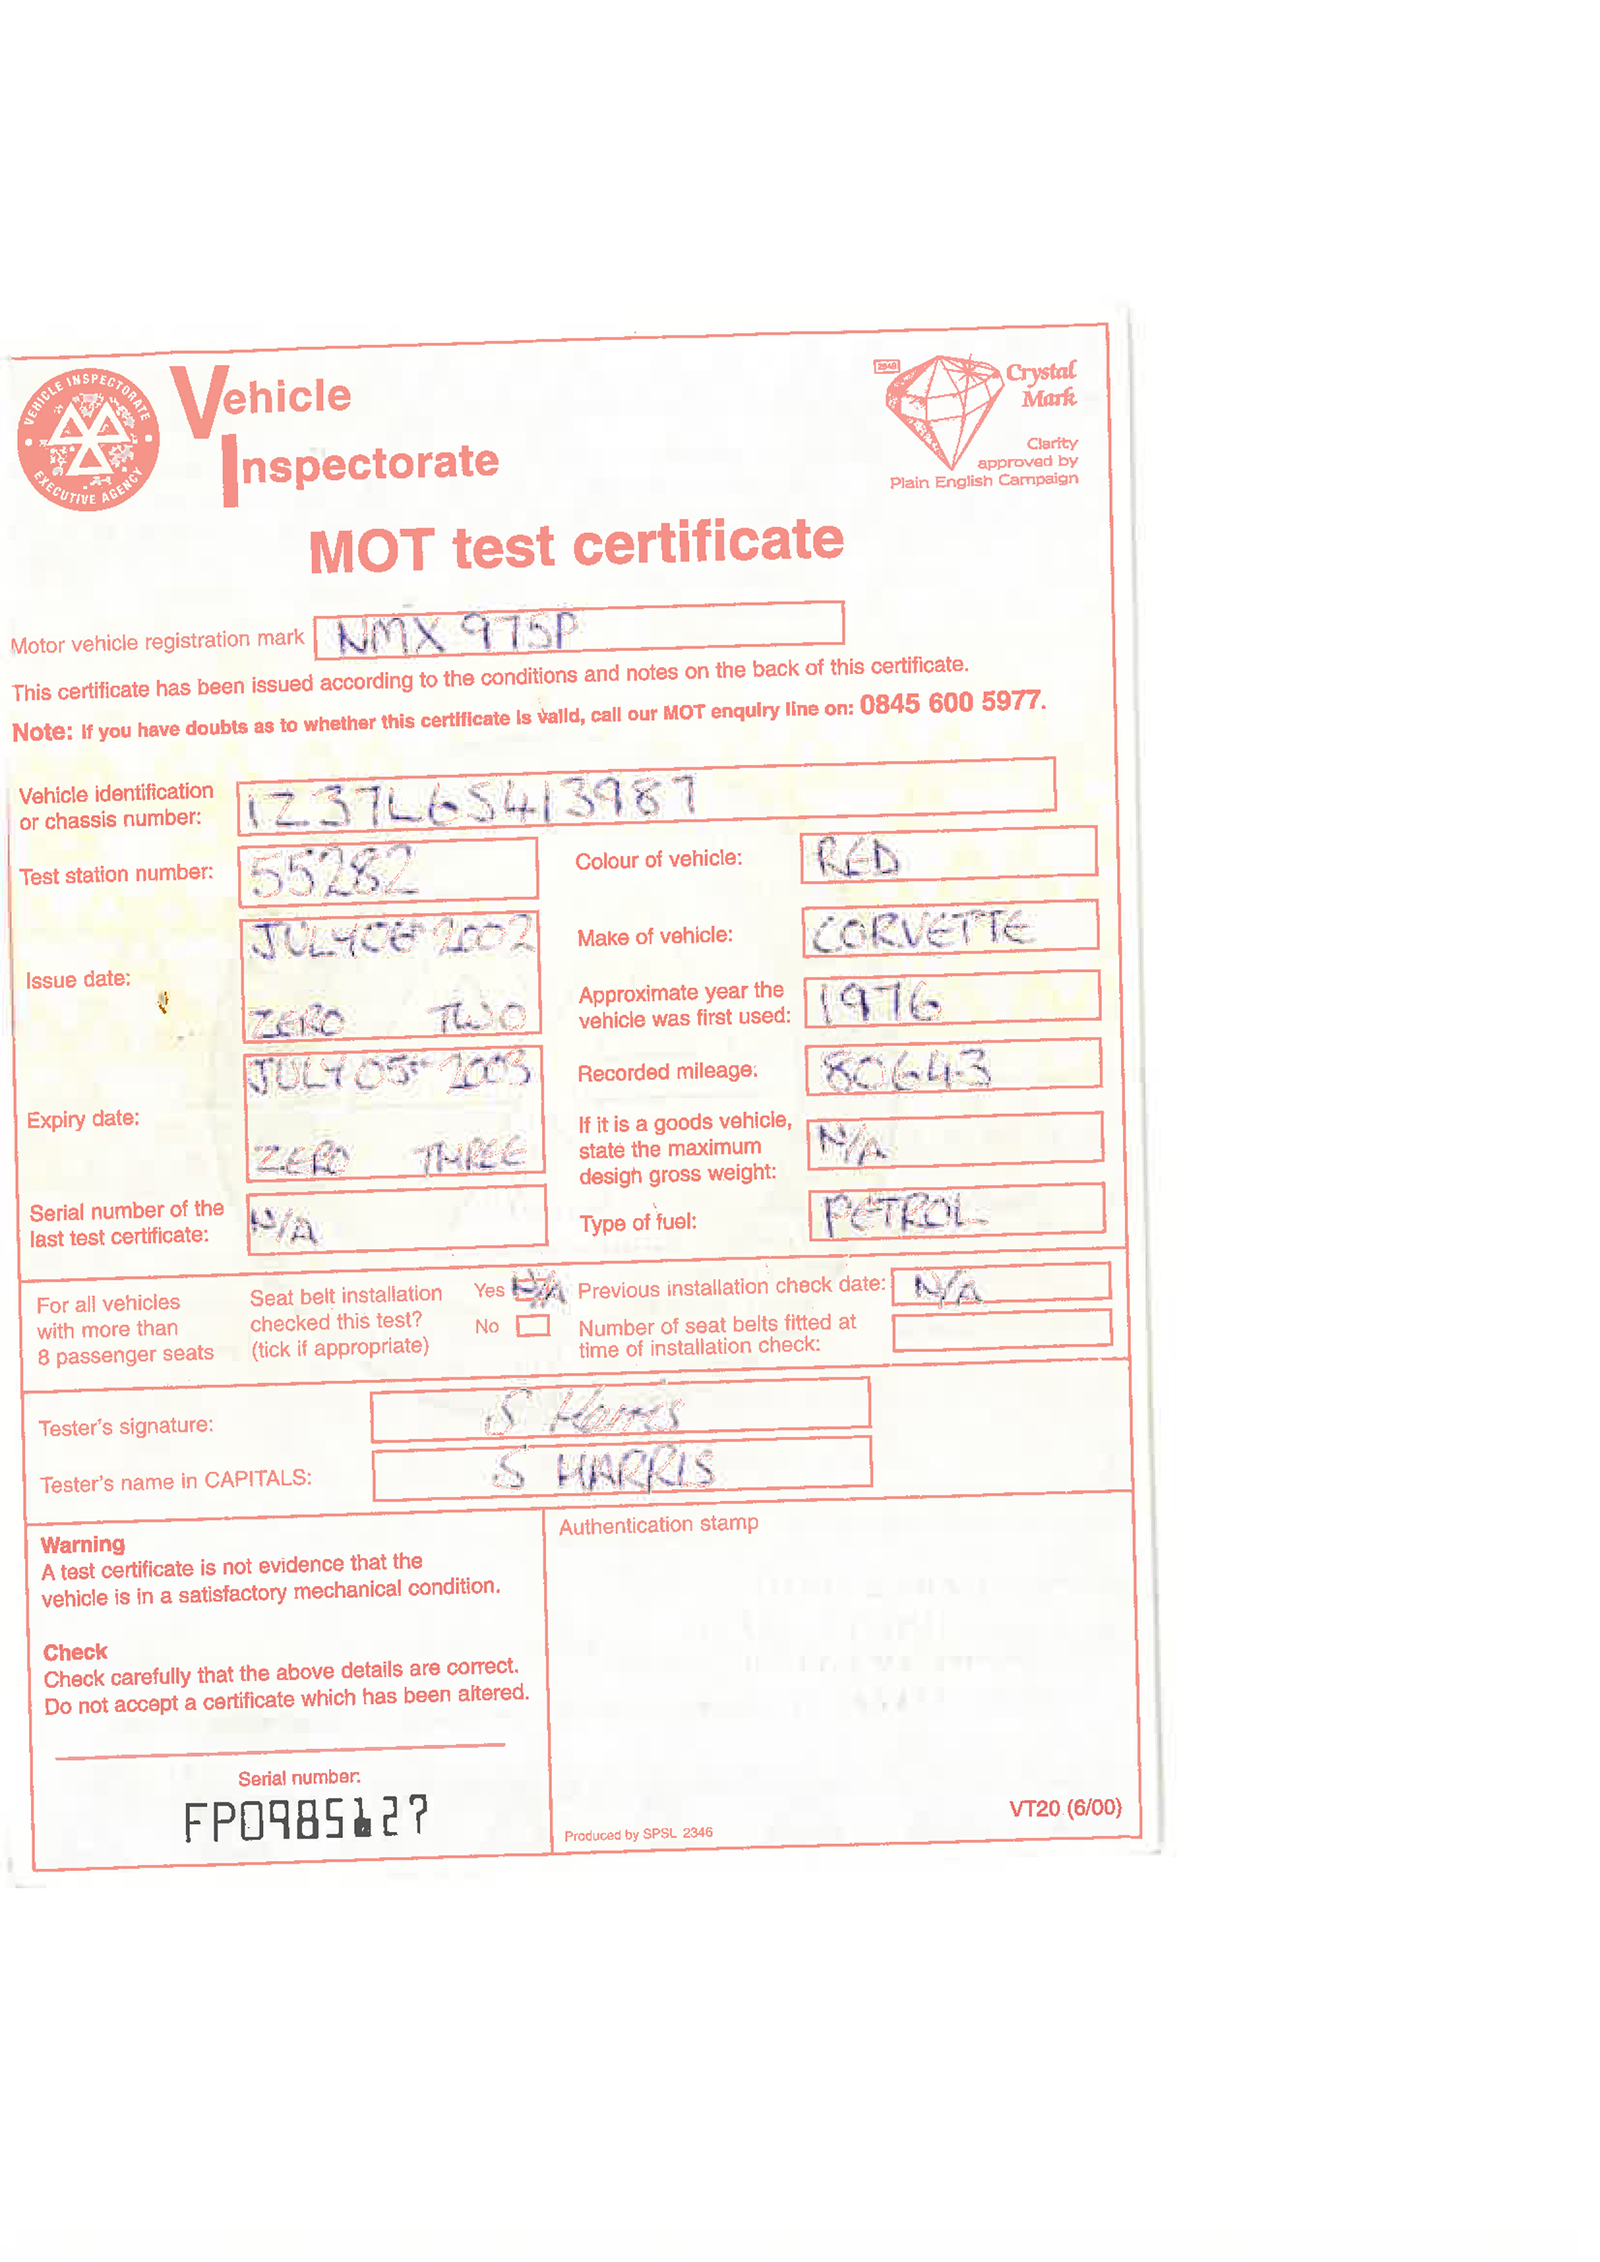 VEHICLE INSPECTORATE
EXECUTIVE AGENCY
Vehicle
Inspectorate
2848
Crystal
Mark
Clarity
approved by
Plain English Campaign
MOT test certificate
Motor vehicle registration mark NMX 975P
This certificate has been issued according to the conditions and notes on the back of this certificate.
Note: If you have doubts as to whether this certificate is valid, call our MOT enquiry line on: 0845 600 5977.
Vehicle identification
or chassis number: 1Z37L6S413987
Test station number: 55282
Colour of vehicle: RED
Issue date: JULY 2002
ZERO TWO
Make of vehicle: CORVETTE
Approximate year the
vehicle was first used: 1976
Expiry date: JULY 05 2003
ZERO THREE
Recorded mileage: 80643
If it is a goods vehicle,
state the maximum
design gross weight: N/A
Serial number of the
last test certificate: N/A
Type of fuel: PETROL
For all vehicles
with more than
8 passenger seats
Seat belt installation
checked this test?
(tick if appropriate)
Yes N/A
No
Previous installation check date: N/A
Number of seat belts fitted at
time of installation check:
Tester's signature: S Harris
Tester's name in CAPITALS: S HARRIS
Warning
A test certificate is not evidence that the
vehicle is in a satisfactory mechanical condition.
Check
Check carefully that the above details are correct.
Do not accept a certificate which has been altered.
Serial number:
FP0985127
Authentication stamp
Produced by SPSL 2346
VT20 (6/00)